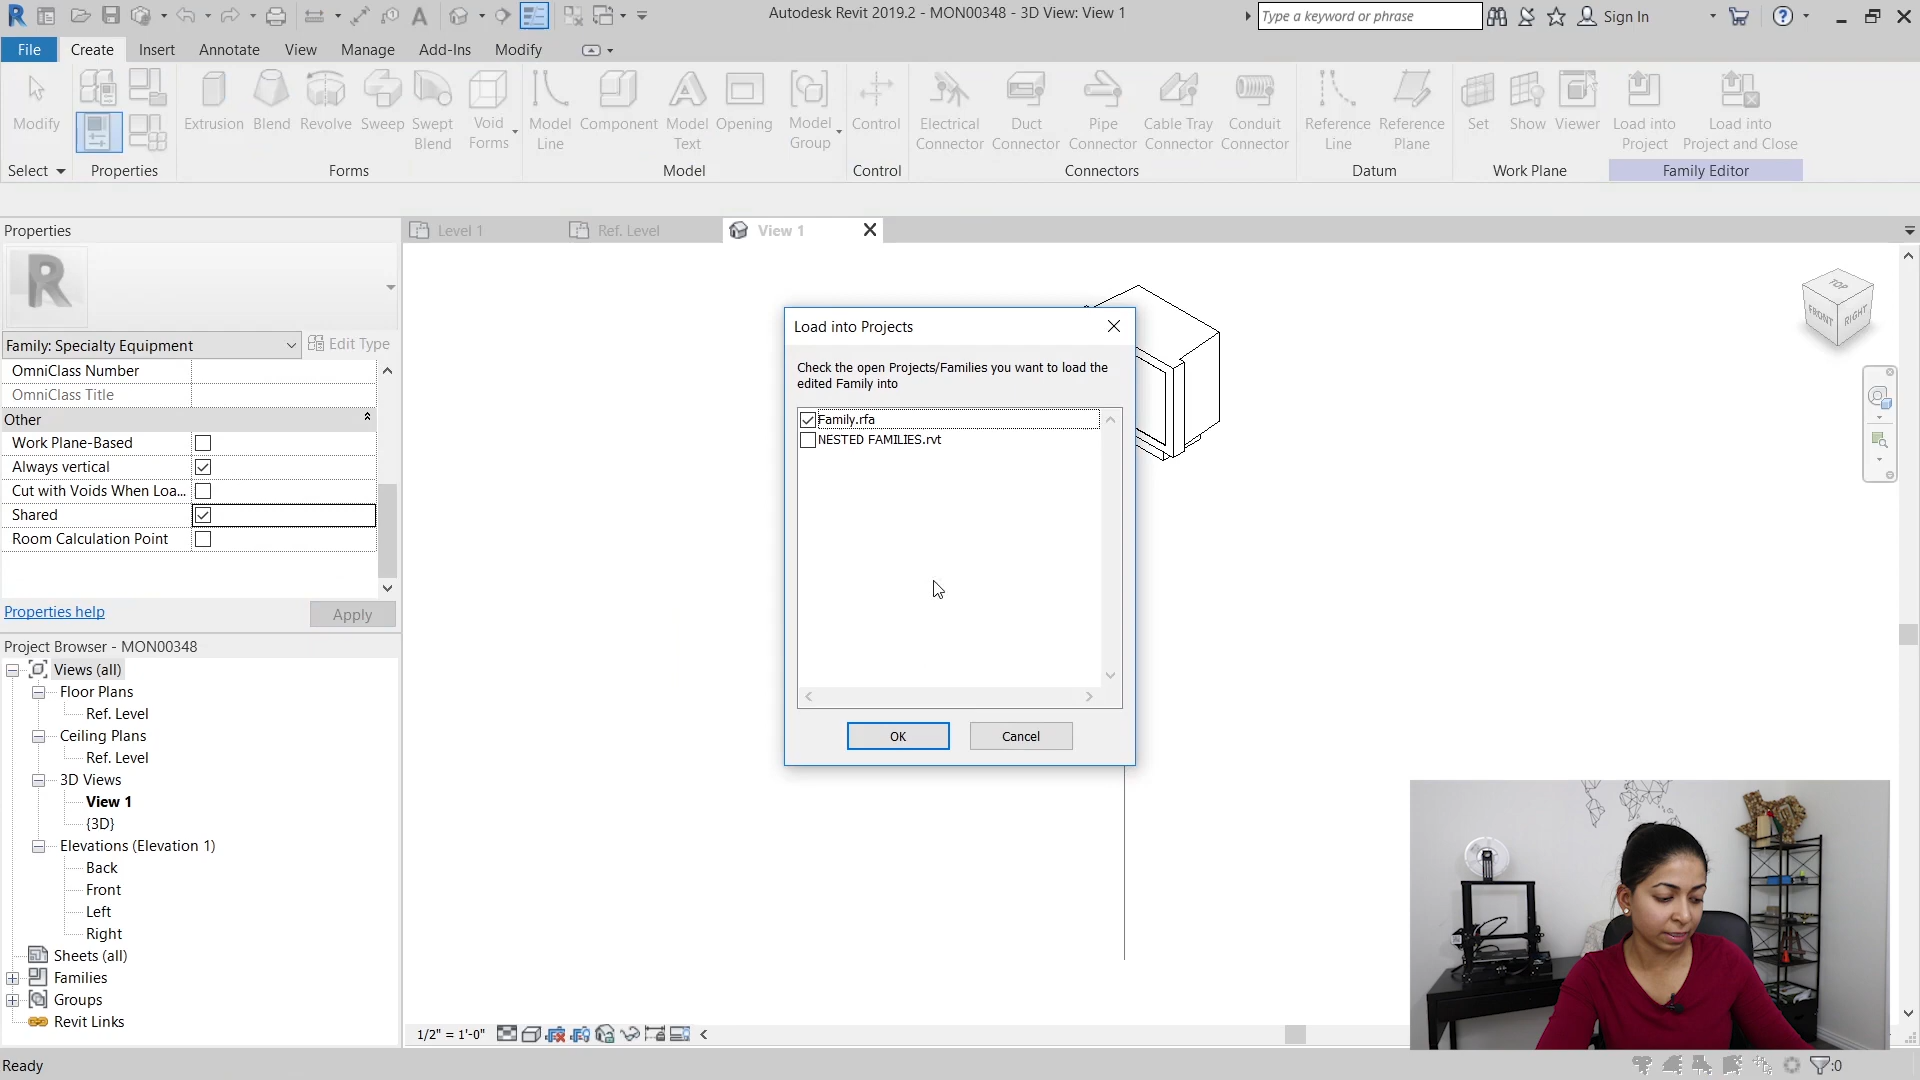 Autodesk Revit 2019.2 - MON00348 - 3D View: View 1
Type a keyword or phrase
Sign In
File Create Insert Annotate View Manage Add-Ins Modify
Modify
Extrusion Blend Revolve Sweep Swept Blend Void Forms
Model Line Component Model Text Opening Model Group
Control
Electrical Connector Duct Connector Pipe Connector Cable Tray Connector Conduit Connector
Reference Line Reference Plane
Set Show Viewer
Load into Project Load into Project and Close
Select Properties Forms Model Control Connectors Datum Work Plane Family Editor
Properties
Level 1 Ref. Level View 1
R
Family: Specialty Equipment Edit Type
OmniClass Number
OmniClass Title
Other
Work Plane-Based
Always vertical
Cut with Voids When Loa...
Shared
Room Calculation Point
Properties help Apply
Project Browser - MON00348
Views (all)
Floor Plans
Ref. Level
Ceiling Plans
Ref. Level
3D Views
View 1
{3D}
Elevations (Elevation 1)
Back
Front
Left
Right
Sheets (all)
Families
Groups
Revit Links
Load into Projects
Check the open Projects/Families you want to load the
edited Family into
Family.rfa
NESTED FAMILIES.rvt
OK Cancel
TOP
FRONT RIGHT
1/2" = 1'-0"
Ready
:0